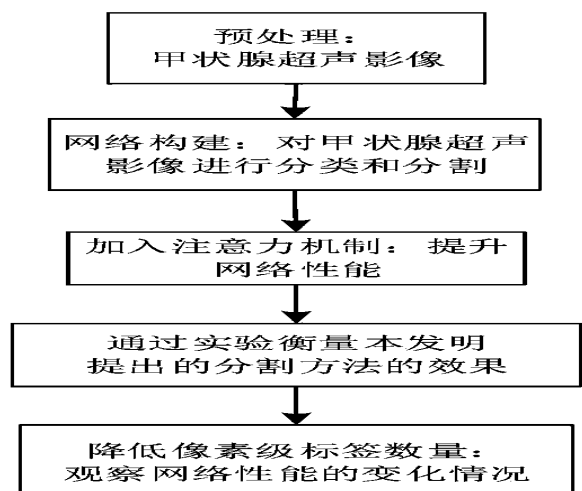 预处理：
甲状腺超声影像
网络构建：对甲状腺超声
影像进行分类和分割
加入注意力机制：提升
网络性能
通过实验衡量本发明
提出的分割方法的效果
降低像素级标签数量：
观察网络性能的变化情况